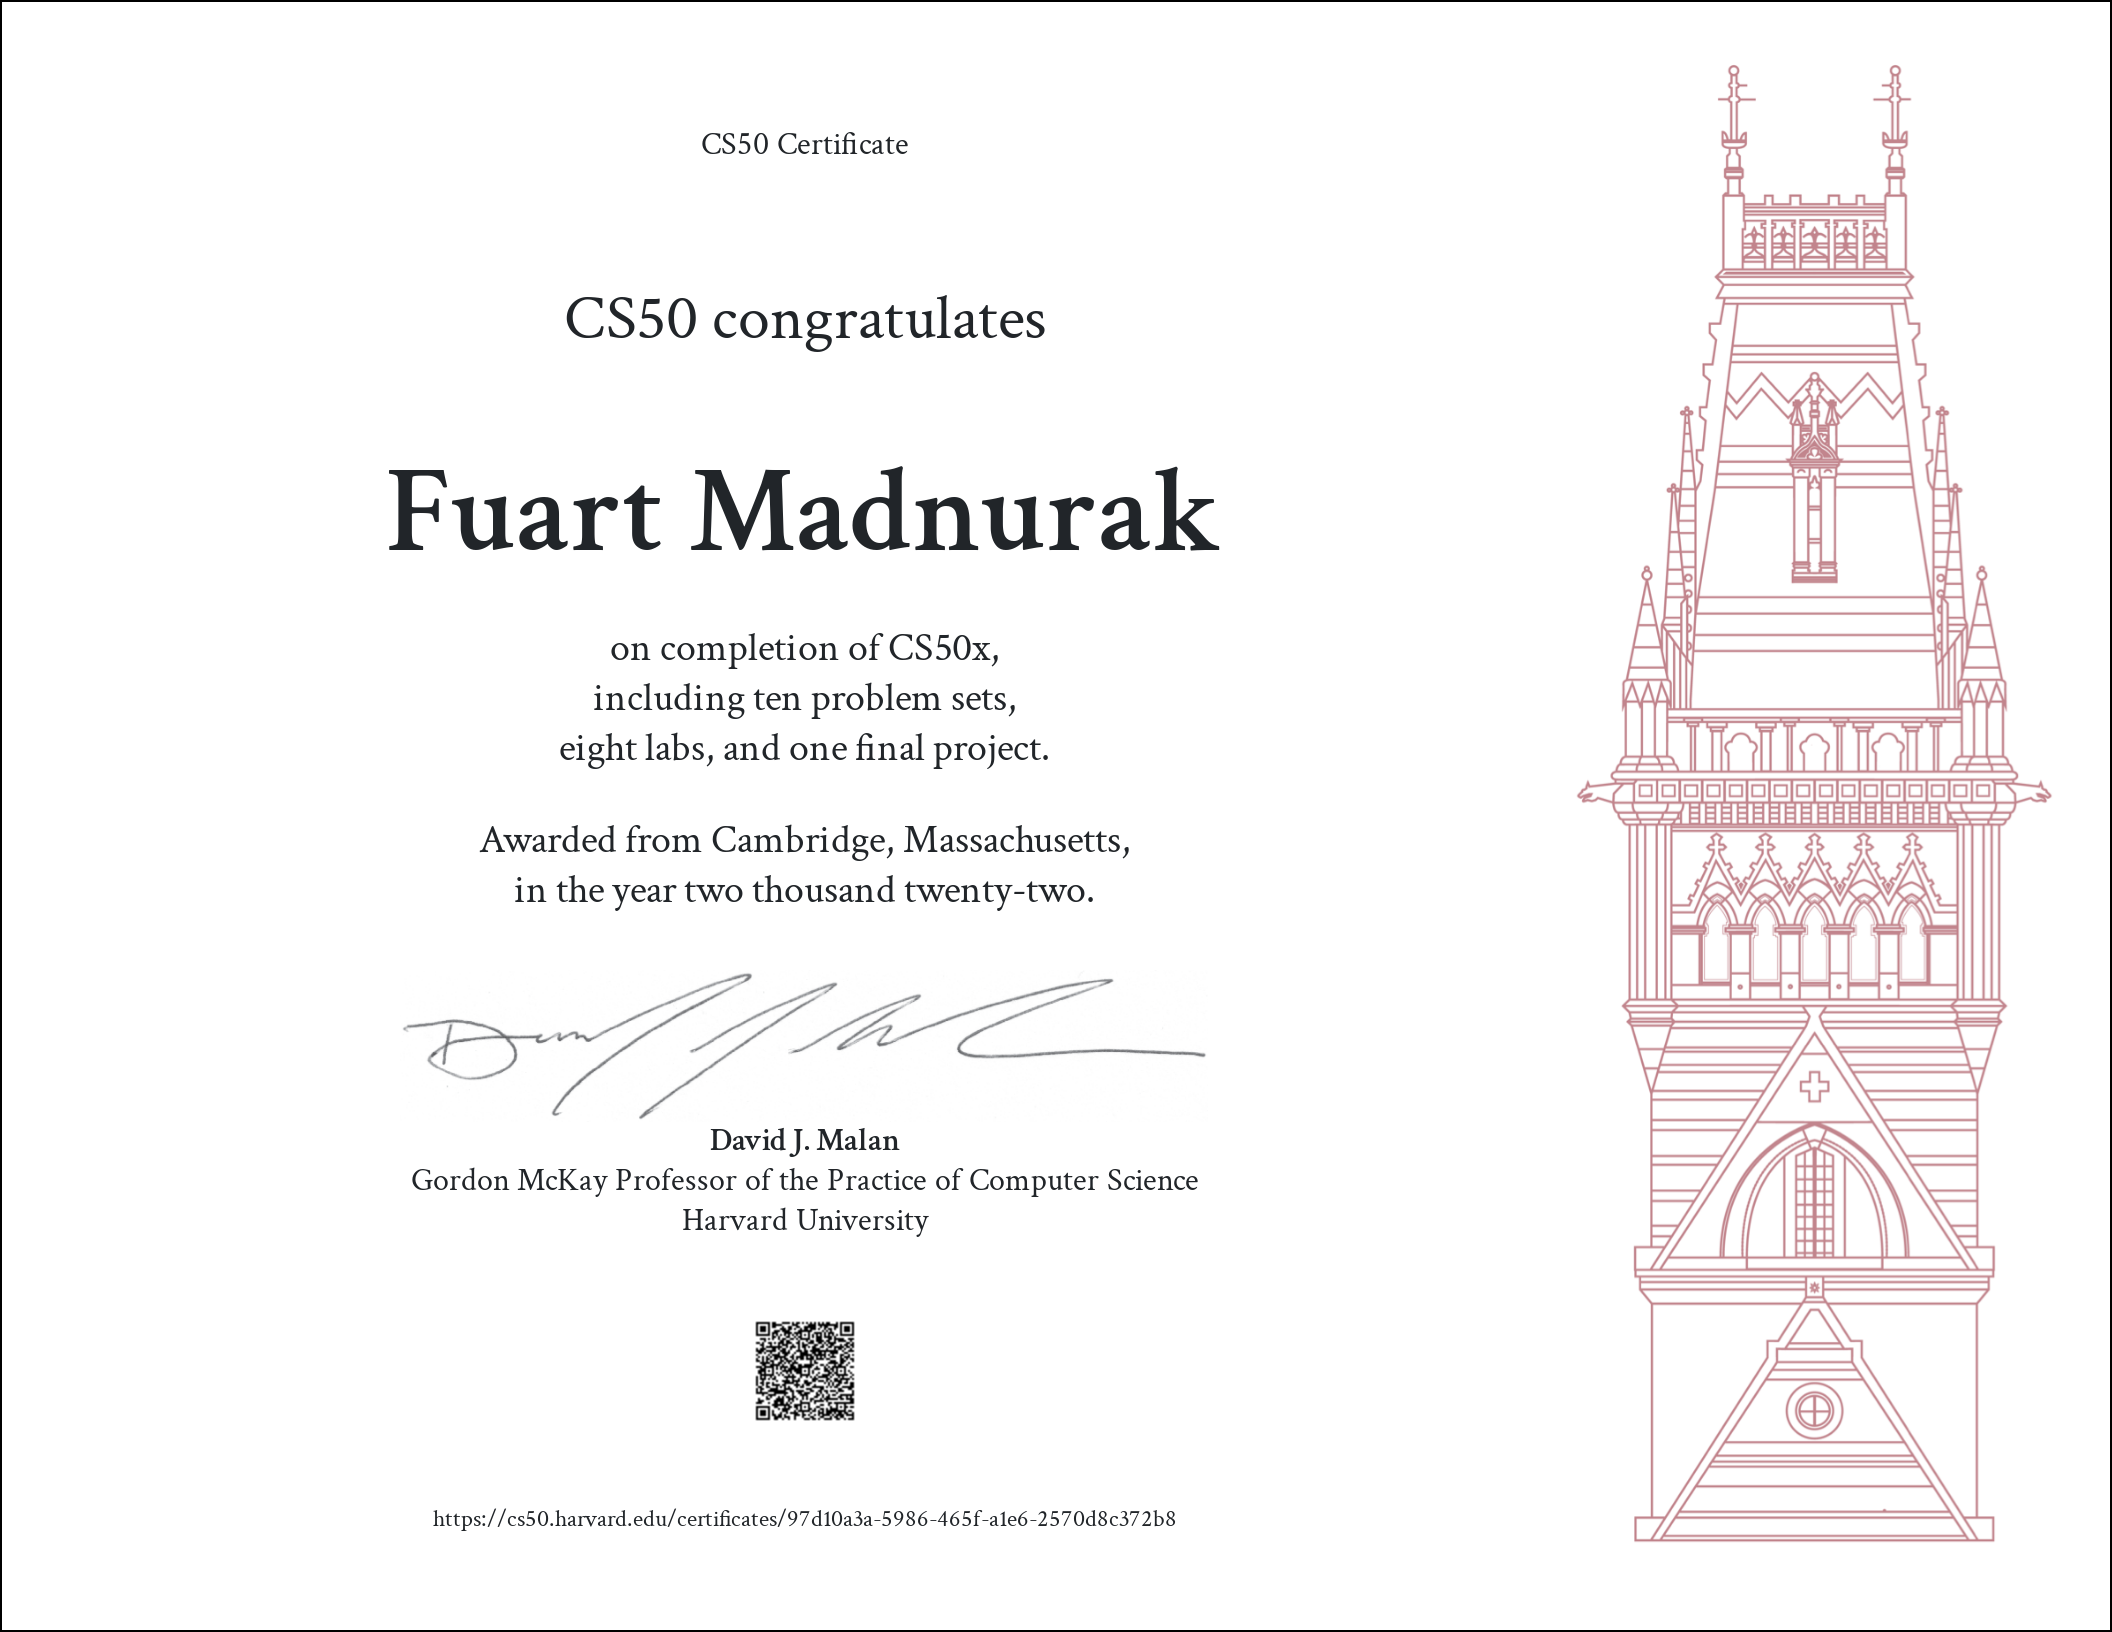 CS50 Certificate
CS50 congratulates
Fuart Madnurak
on completion of CS50x,
including ten problem sets,
eight labs, and one final project.
Awarded from Cambridge, Massachusetts,
in the year two thousand twenty-two.
David J. Malan
Gordon McKay Professor of the Practice of Computer Science
Harvard University
https://cs50.harvard.edu/certificates/97d10a3a-5986-465f-a1e6-2570d8c372b8